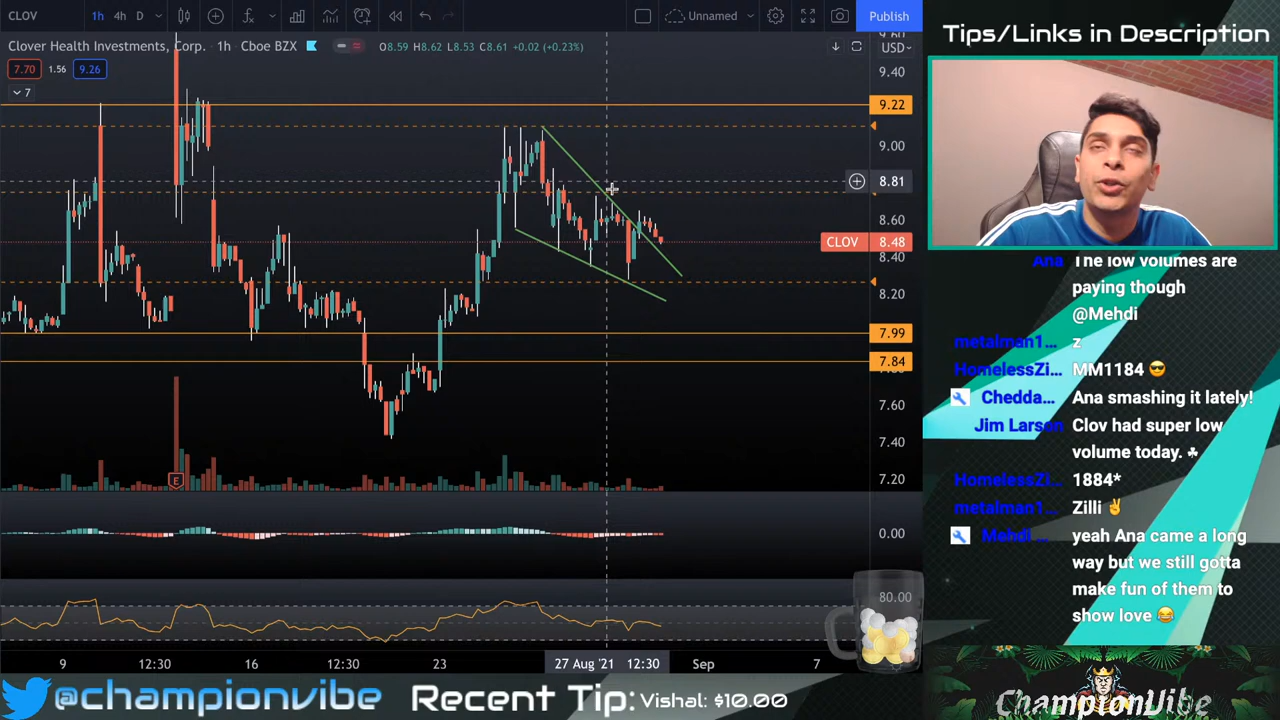 CLOV
1h 4h D
Unnamed
Publish
Clover Health Investments, Corp. · 1h · Cboe BZX
O8.59 H8.62 L8.53 C8.61 +0.02 (+0.23%)
USD
7.70 1.56 9.26
7
9.40
9.22
9.00
8.81
8.60
CLOV 8.48
8.40
8.20
7.99
7.84
7.60
7.40
7.20
E
0.00
80.00
9 12:30 16 12:30 23 27 Aug '21 12:30 Sep 7
Tips/Links in Description
Ana The low volumes are
paying though
@Mehdi
metalman1... z
HomelessZi... MM1184 😎
Chedda... Ana smashing it lately!
Jim Larson Clov had super low
volume today. ☘
HomelessZi... 1884*
metalman1... Zilli ✌
Mehdi ... yeah Ana came a long
way but we still gotta
make fun of them to
show love 😂
@championvibe Recent Tip: Vishal: $10.00
ChampionVibe